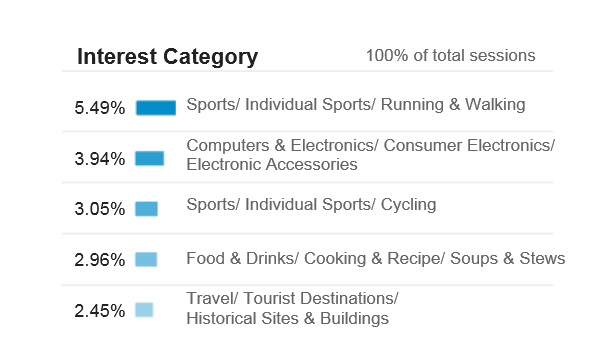 Interest Category 100% of total sessions
5.49% Sports/ Individual Sports/ Running & Walking
3.94% Computers & Electronics/ Consumer Electronics/
Electronic Accessories
3.05% Sports/ Individual Sports/ Cycling
2.96% Food & Drinks/ Cooking & Recipe/ Soups & Stews
2.45% Travel/ Tourist Destinations/
Historical Sites & Buildings